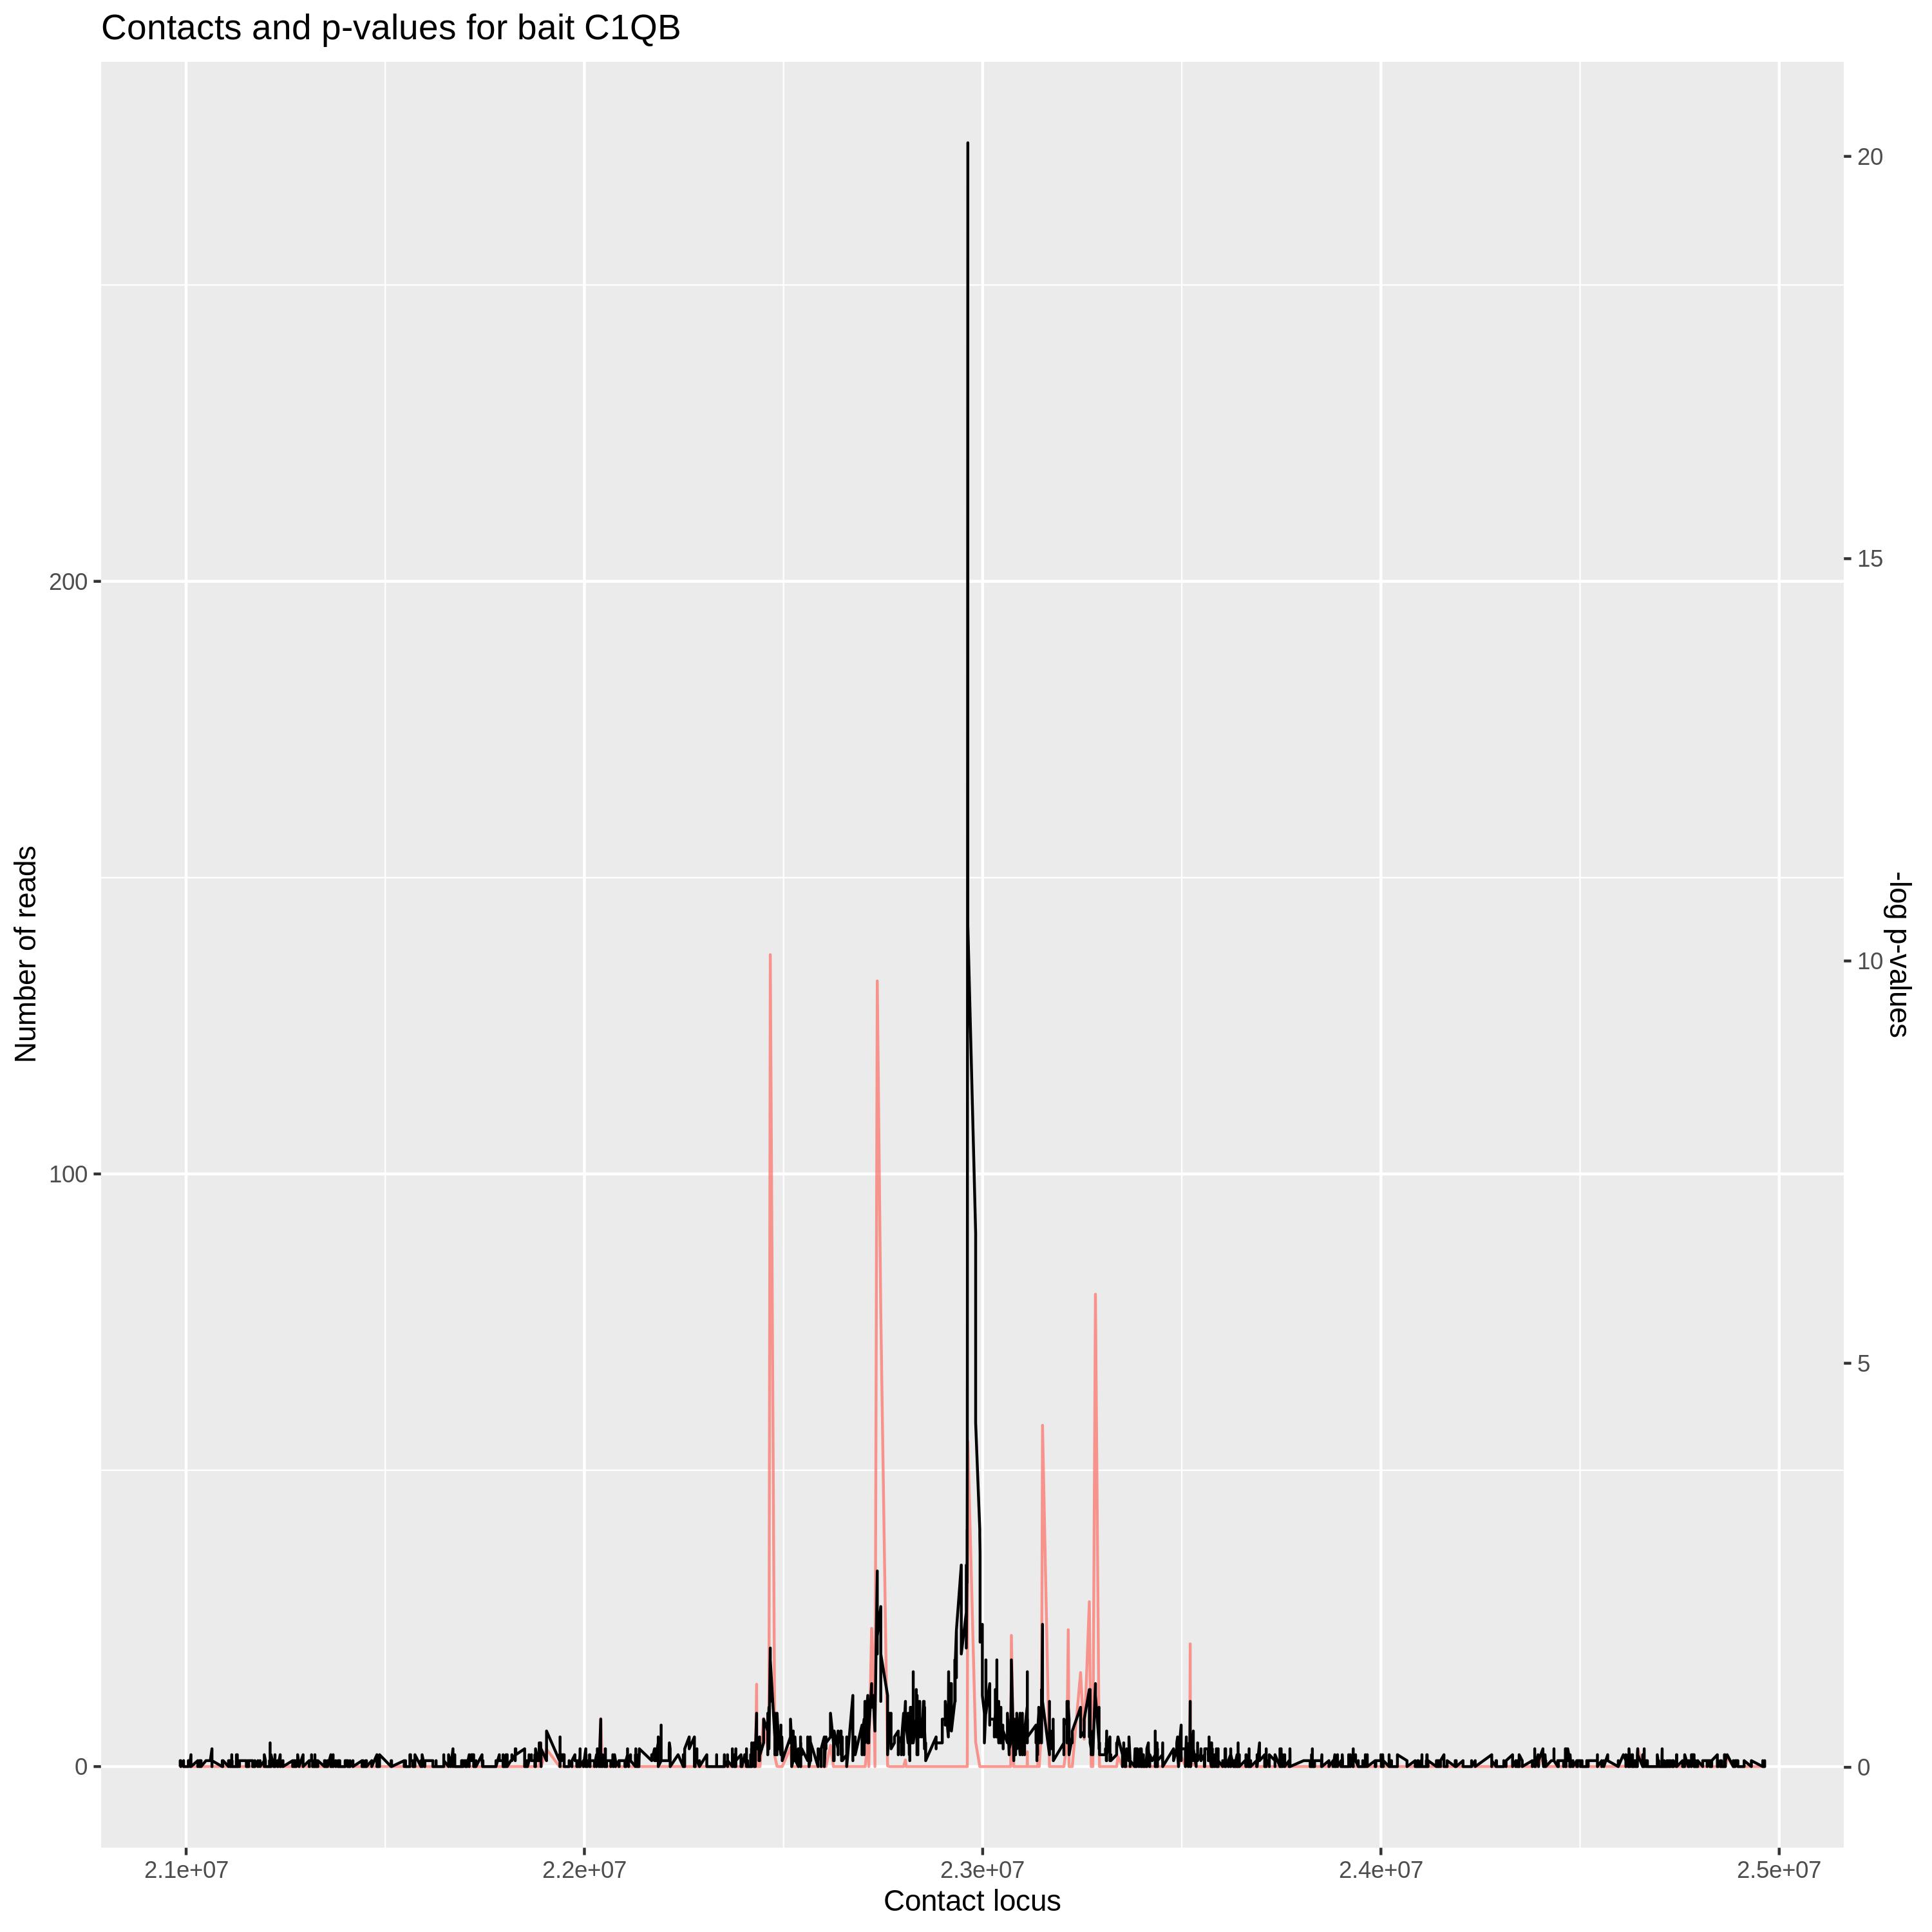 Contacts and p-values for bait C1QB
Number of reads
200
100
0
20
15
10
5
0
-log p-values
2.1e+07 2.2e+07 2.3e+07 2.4e+07 2.5e+07
Contact locus